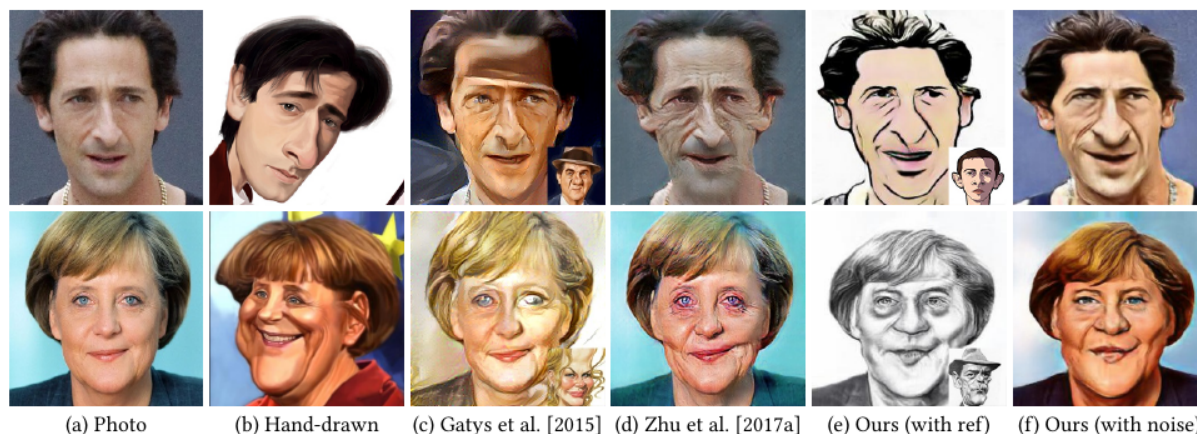 (a) Photo (b) Hand-drawn (c) Gatys et al. [2015] (d) Zhu et al. [2017a] (e) Ours (with ref) (f) Ours (with noise)